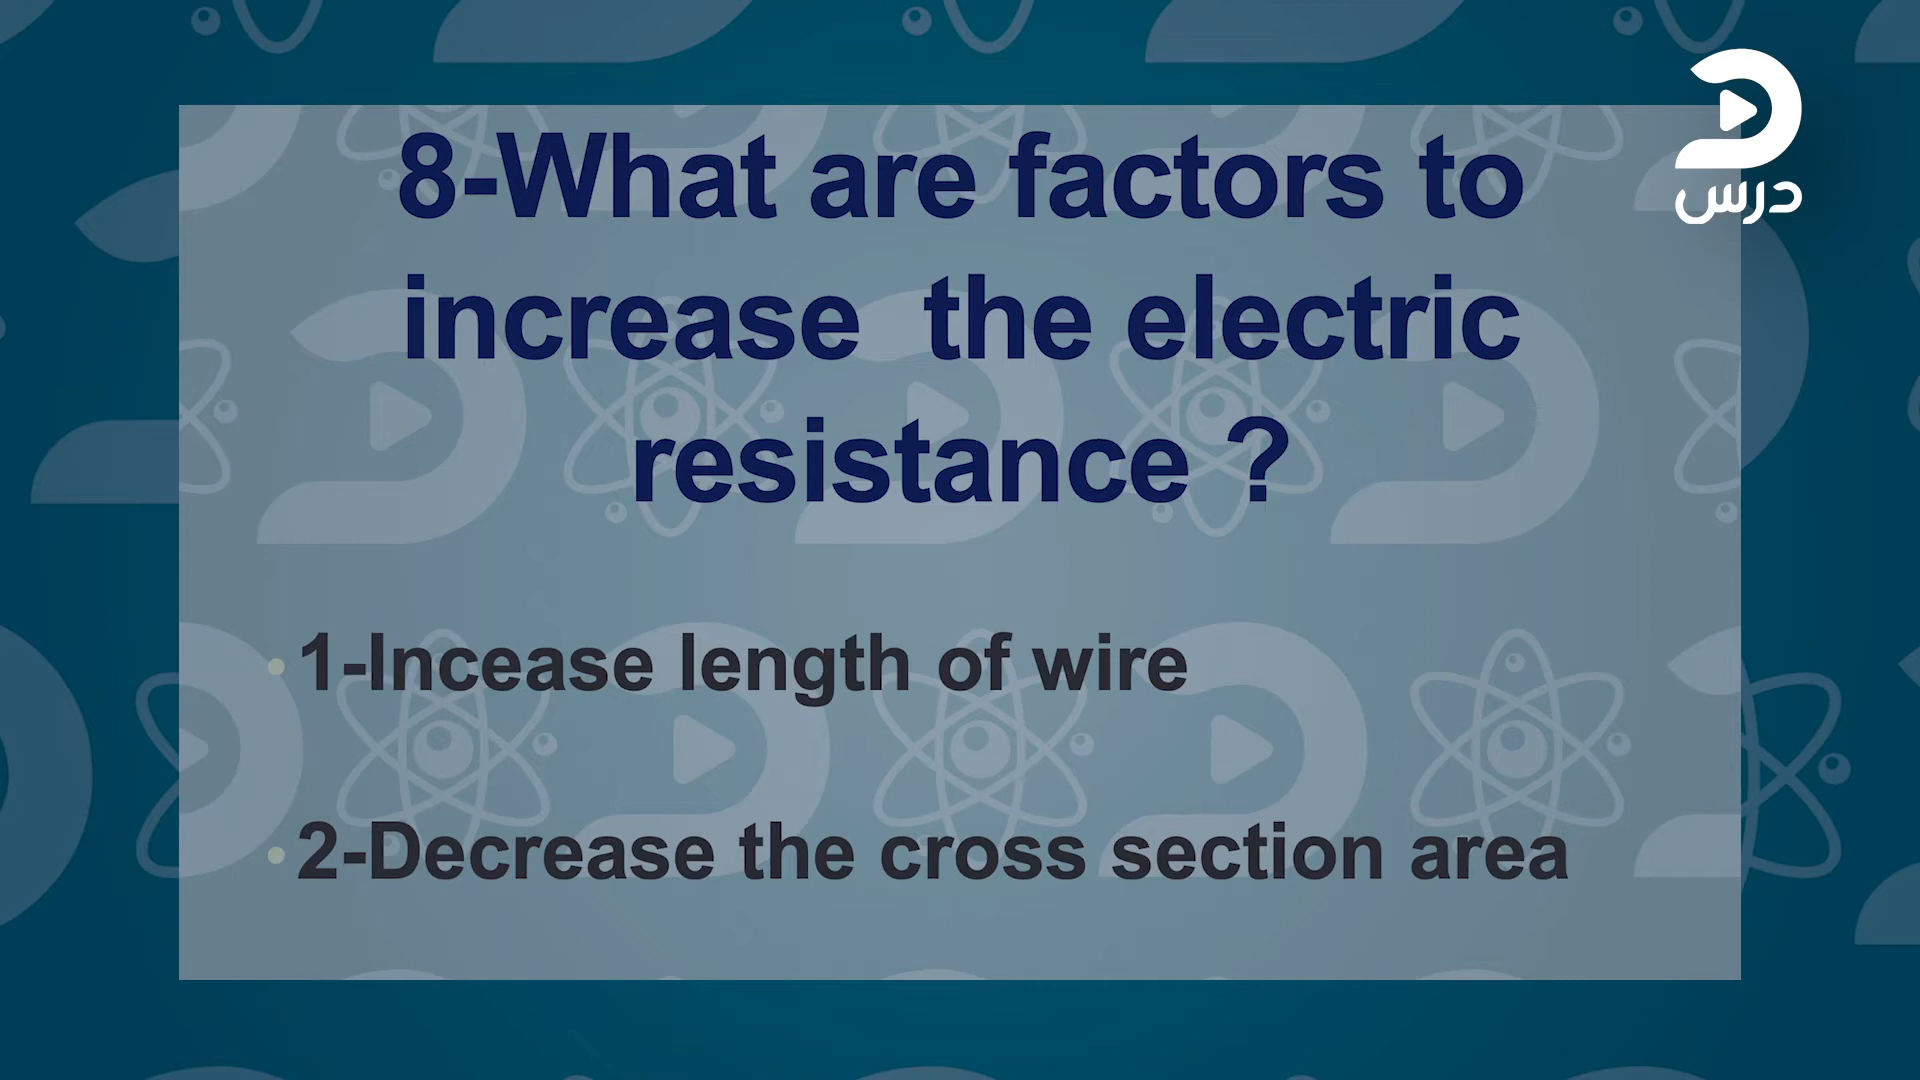 درس
8-What are factors to
increase the electric
resistance ?
1-Incease length of wire
2-Decrease the cross section area